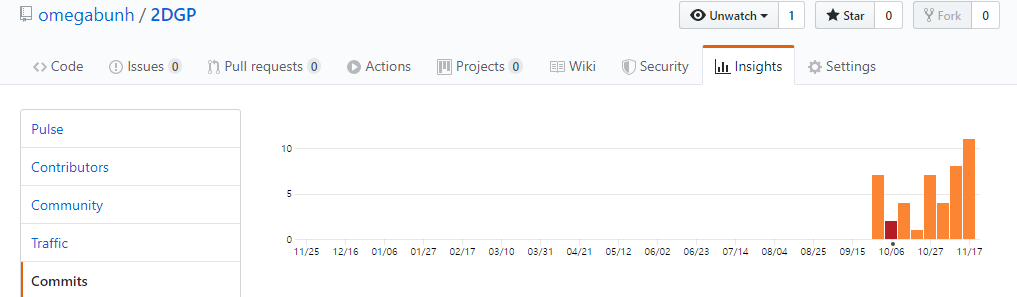 omegabunh / 2DGP
Unwatch 1 Star 0 Fork 0
Code Issues 0 Pull requests 0 Actions Projects 0 Wiki Security Insights Settings
Pulse
Contributors
Community
Traffic
Commits
10
5
0
11/25 12/16 01/06 01/27 02/17 03/10 03/31 04/21 05/12 06/02 06/23 07/14 08/04 08/25 09/15 10/06 10/27 11/17